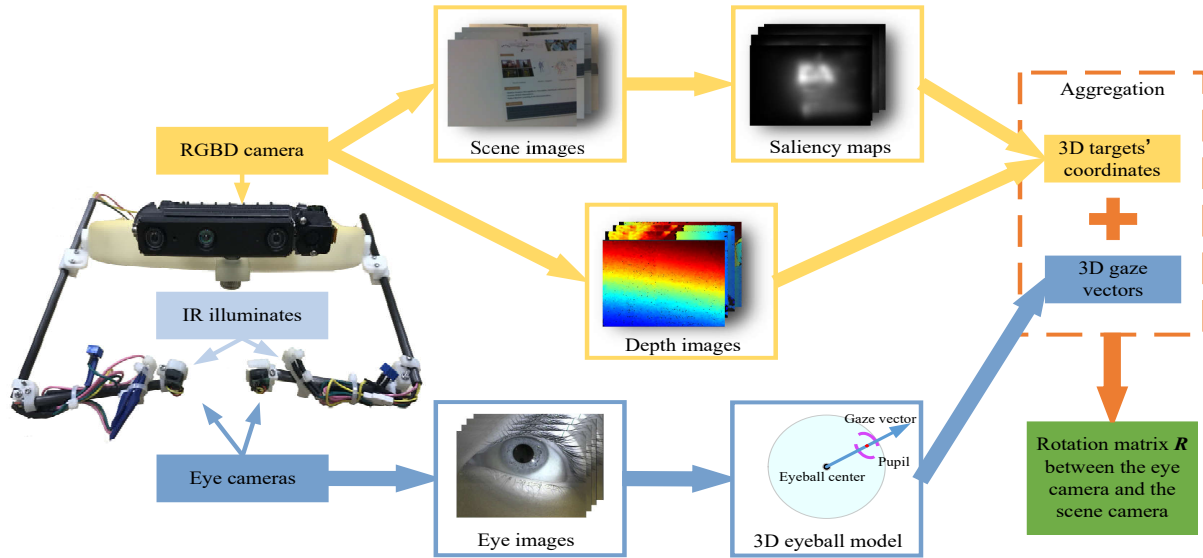 RGBD camera
IR illuminates
Eye cameras
Scene images
Saliency maps
Depth images
Eye images
Gaze vector
Pupil
Eyeball center
3D eyeball model
Aggregation
3D targets’
coordinates
3D gaze
vectors
Rotation matrix R
between the eye
camera and the
scene camera